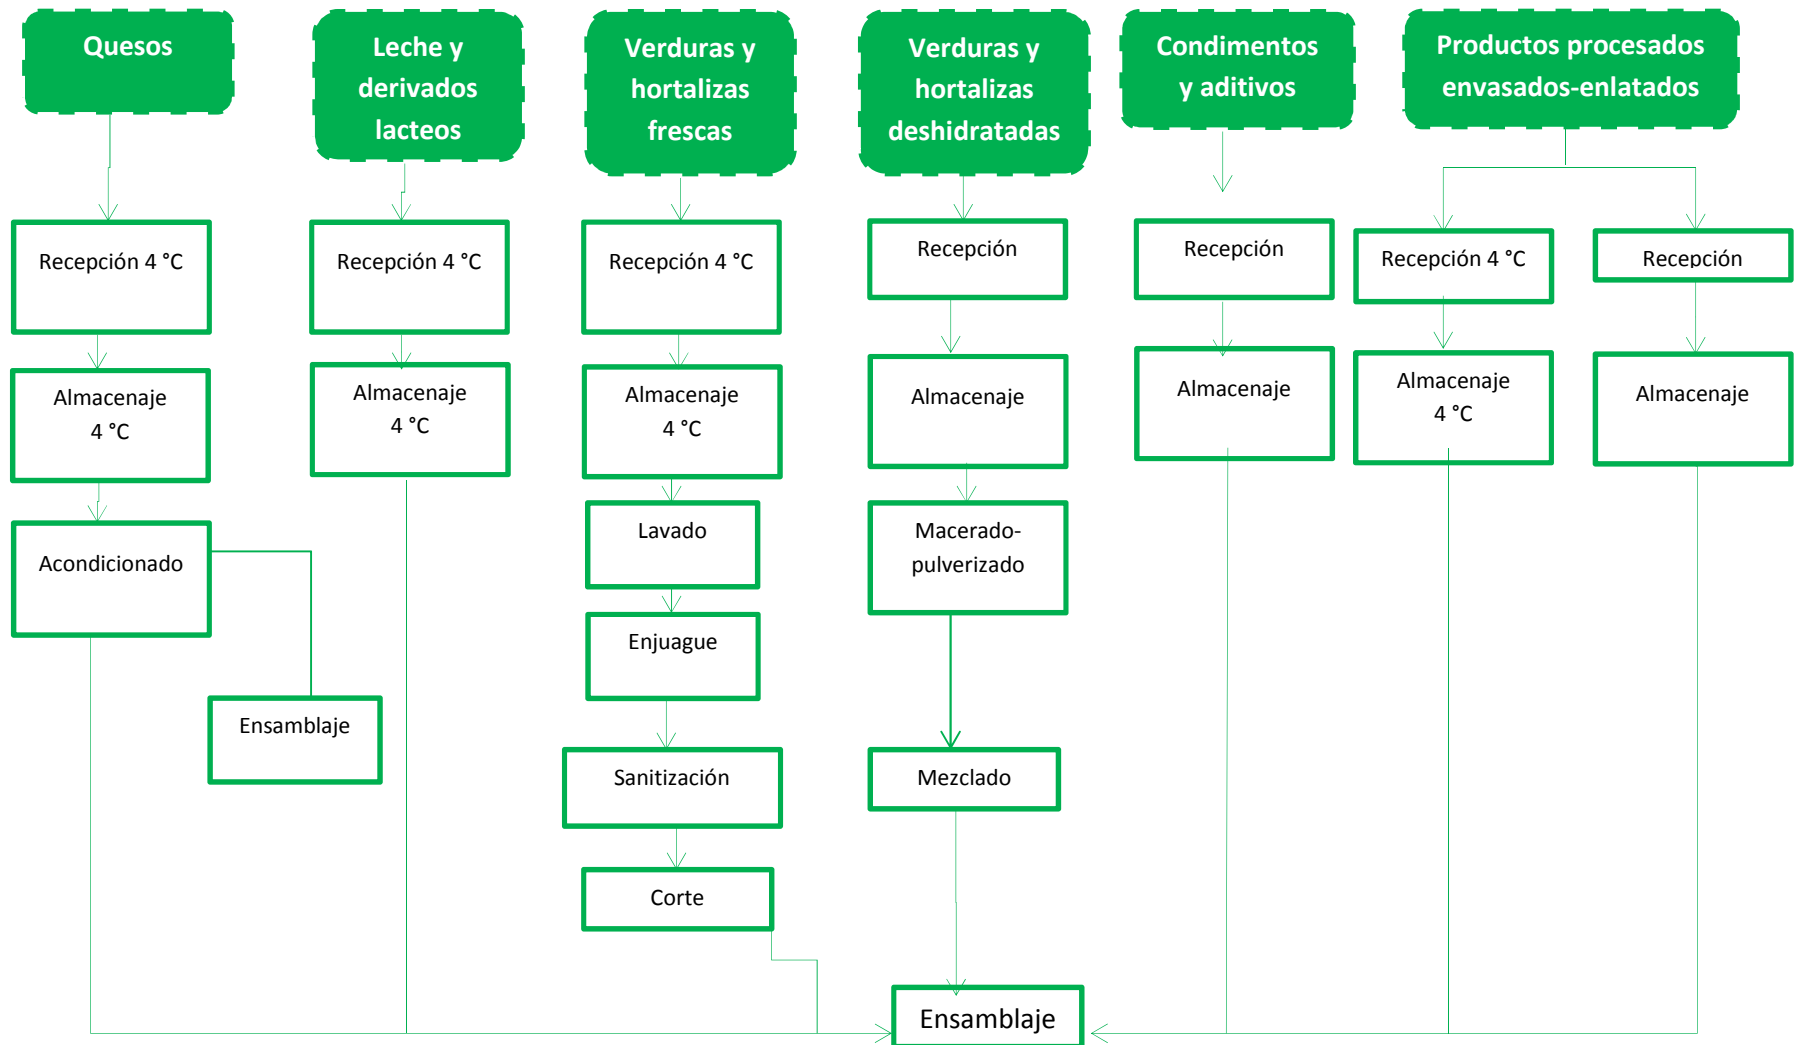 Quesos
Leche y
derivados
lacteos
Verduras y
hortalizas
frescas
Verduras y
hortalizas
deshidratadas
Condimentos
y aditivos
Productos procesados
envasados-enlatados
Recepción 4 °C
Recepción 4 °C
Recepción 4 °C
Recepción
Recepción
Recepción 4 °C
Recepción
Almacenaje
4 °C
Almacenaje
4 °C
Almacenaje
4 °C
Almacenaje
Almacenaje
Almacenaje
4 °C
Almacenaje
Acondicionado
Lavado
Macerado-
pulverizado
Enjuague
Ensamblaje
Sanitización
Mezclado
Corte
Ensamblaje